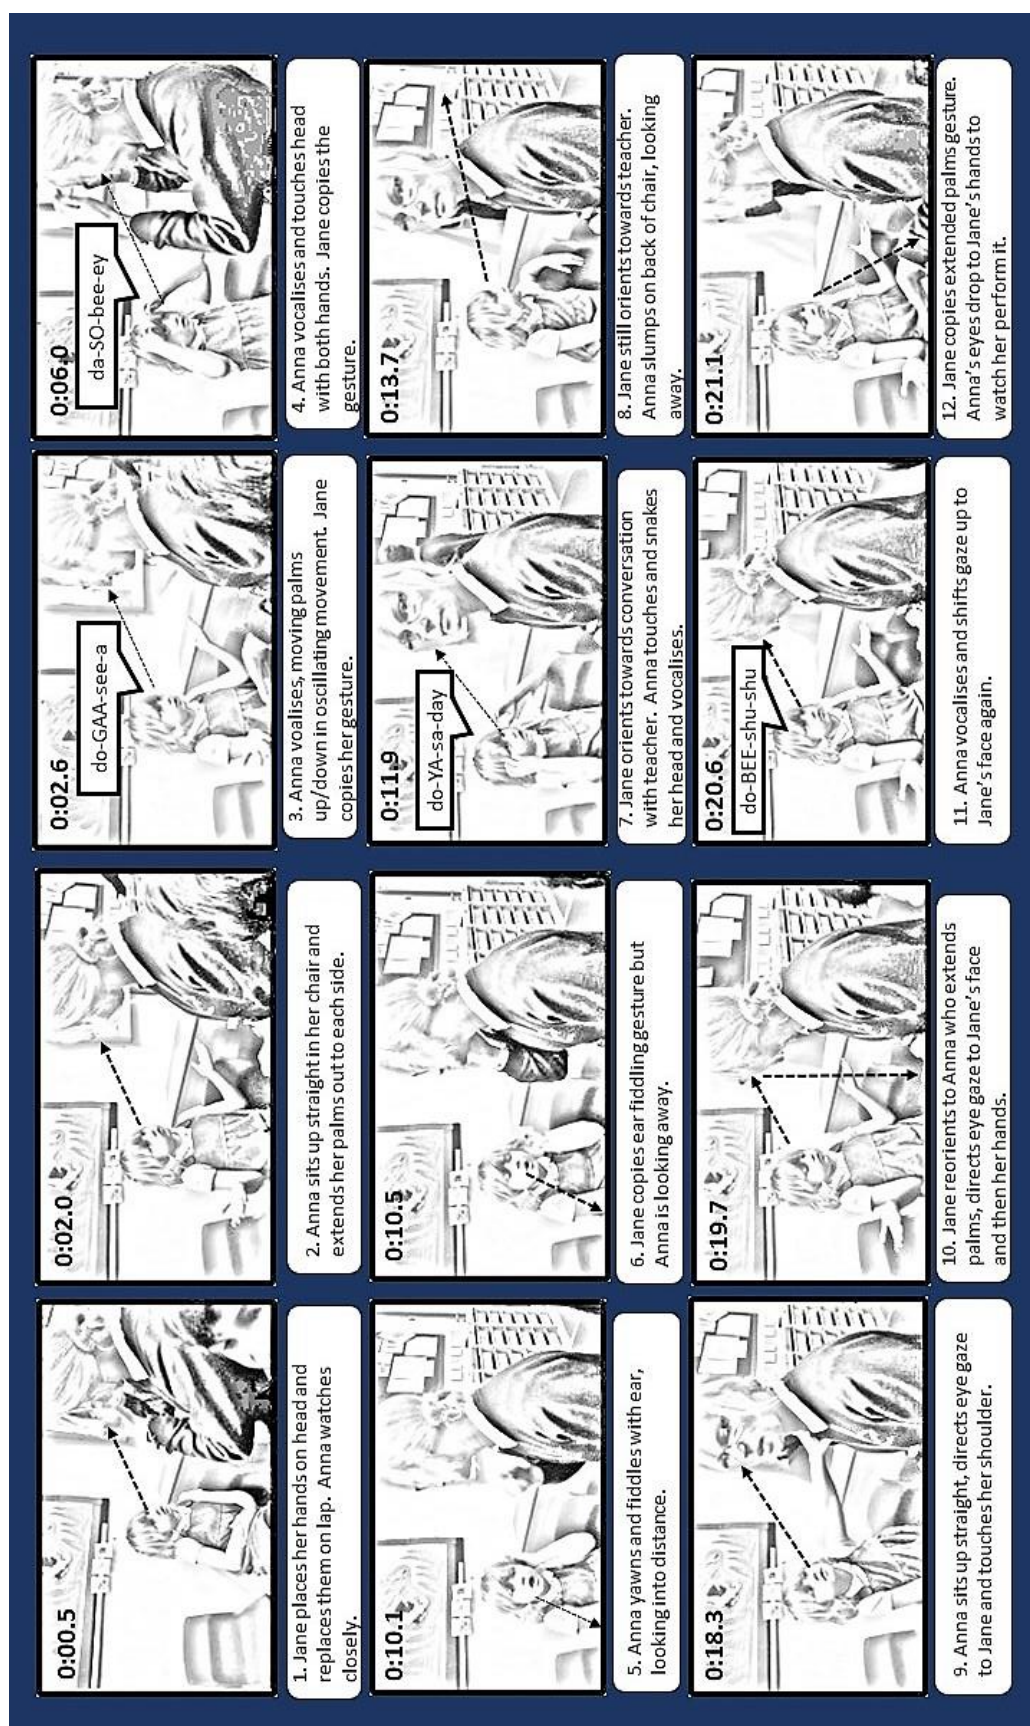 0:00.5
1. Jane places her hands on head and
replaces them on lap. Anna watches
closely.
0:02.0
2. Anna sits up straight in her chair and
extends her palms out to each side.
0:02.6
do-GAA-see-a
3. Anna voalises, moving palms
up/down in oscillating movement. Jane
copies her gesture.
0:06.0
da-SO-bee-ey
4. Anna vocalises and touches head
with both hands. Jane copies the
gesture.
0:10.1
5. Anna yawns and fiddles with ear,
looking into distance.
0:10.5
6. Jane copies ear fiddling gesture but
Anna is looking away.
0:11.9
do-YA-sa-day
7. Jane orients towards conversation
with teacher. Anna touches and snakes
her head and vocalises.
0:13.7
8. Jane still orients towards teacher.
Anna slumps on back of chair, looking
away.
0:18.3
9. Anna sits up straight, directs eye gaze
to Jane and touches her shoulder.
0:19.7
10. Jane reorients to Anna who extends
palms, directs eye gaze to Jane's face
and then her hands.
0:20.6
do-BEE-shu-shu
11. Anna vocalises and shifts gaze up to
Jane's face again.
0:21.1
12. Jane copies extended palms gesture.
Anna's eyes drop to Jane's hands to
watch her perform it.